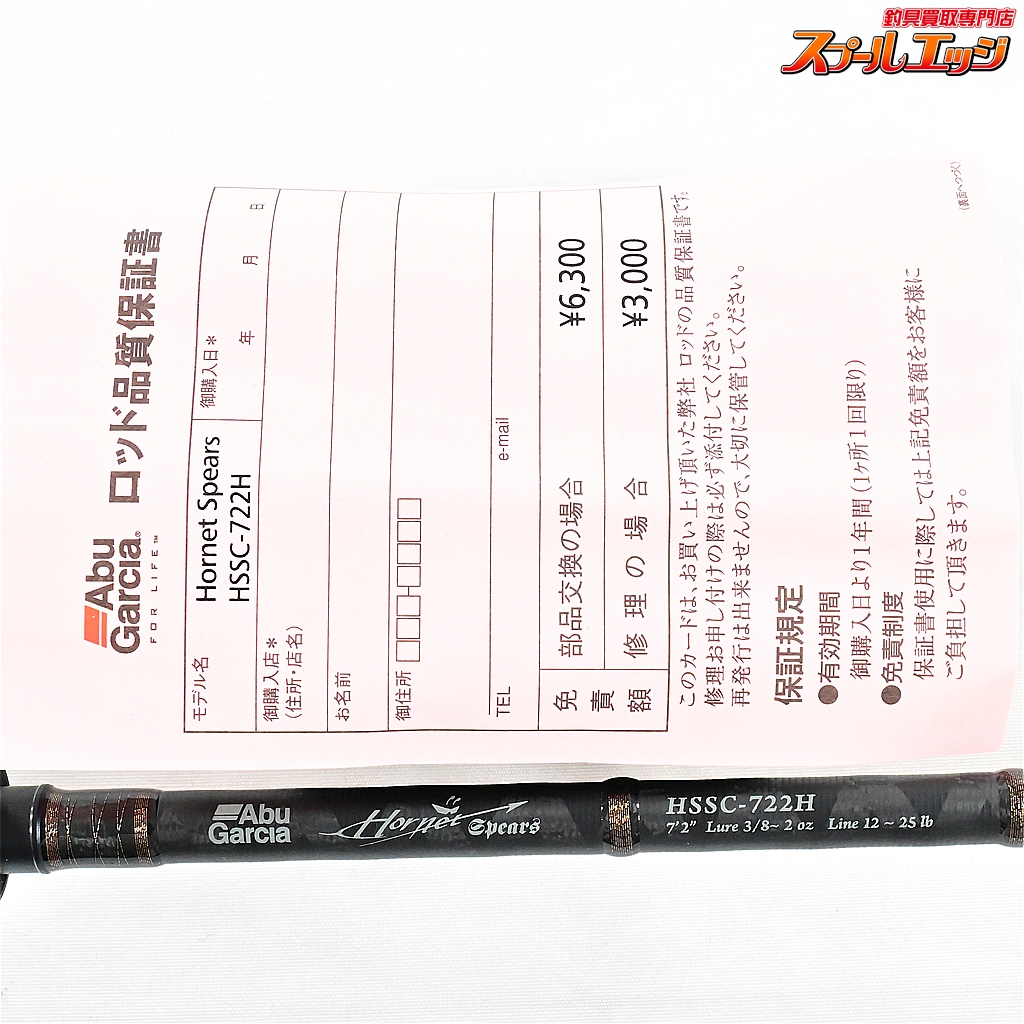 釣具買取専門店
スプールエッジ
Abu
Garcia®
FOR LIFE™
ロッド品質保証書
モデル名
Hornet Spears
HSSC-722H
御購入日*
年 月 日
御購入店*
(住所・店名)
お名前
御住所
TEL
e-mail
免責額
部品交換の場合 ¥6,300
修理の場合 ¥3,000
このカードは、お買い上げ頂いた弊社 ロッドの品質保証書です。
修理お申し付けの際は必ず添付してください。
再発行は出来ませんので、大切に保管してください。
保証規定
●有効期間
御購入日より1年間(1ヶ所1回限り)
●免責制度
保証書使用に際しては上記免責額をお客様に
ご負担して頂きます。
(裏面へつづく)
Abu
Garcia
Hornet Spears
HSSC-722H
7'2" Lure 3/8~2 oz Line 12~25 lb